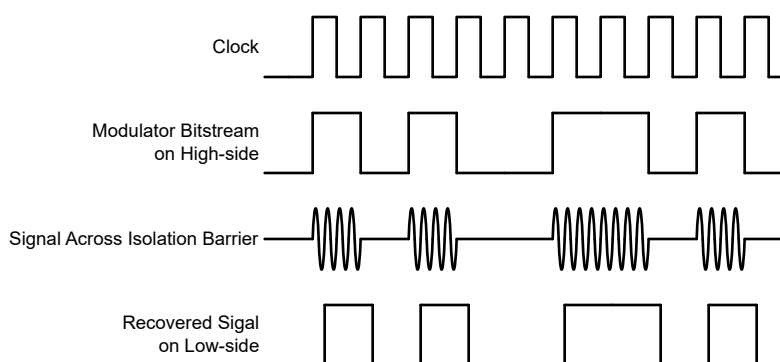 Clock
Modulator Bitstream
on High-side
Signal Across Isolation Barrier
Recovered Sigal
on Low-side